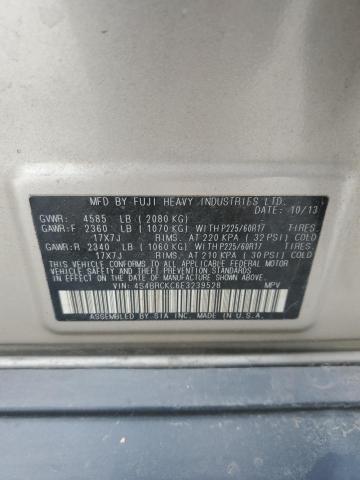 MFD BY FUJI HEAVY INDUSTRIES LTD.
DATE: 10/13
GVWR: 4585 LB (2080 KG)
GAWR:F 2360 LB (1070 KG) WITH P225/60R17 TIRES.
17X7J RIMS. AT 220 KPA (32 PSI) COLD
GAWR:R 2340 LB (1060 KG) WITH P225/60R17 TIRES.
17X7J RIMS. AT 210 KPA (30 PSI) COLD
THIS VEHICLE CONFORMS TO ALL APPLICABLE FEDERAL MOTOR
VEHICLE SAFETY AND THEFT PREVENTION STANDARDS
IN EFFECT ON THE DATE OF MANUFACTURE SHOWN ABOVE.
VIN: 4S4BRCKC6E3239528 MPV
ASSEMBLED BY SIA INC. MADE IN U.S.A.